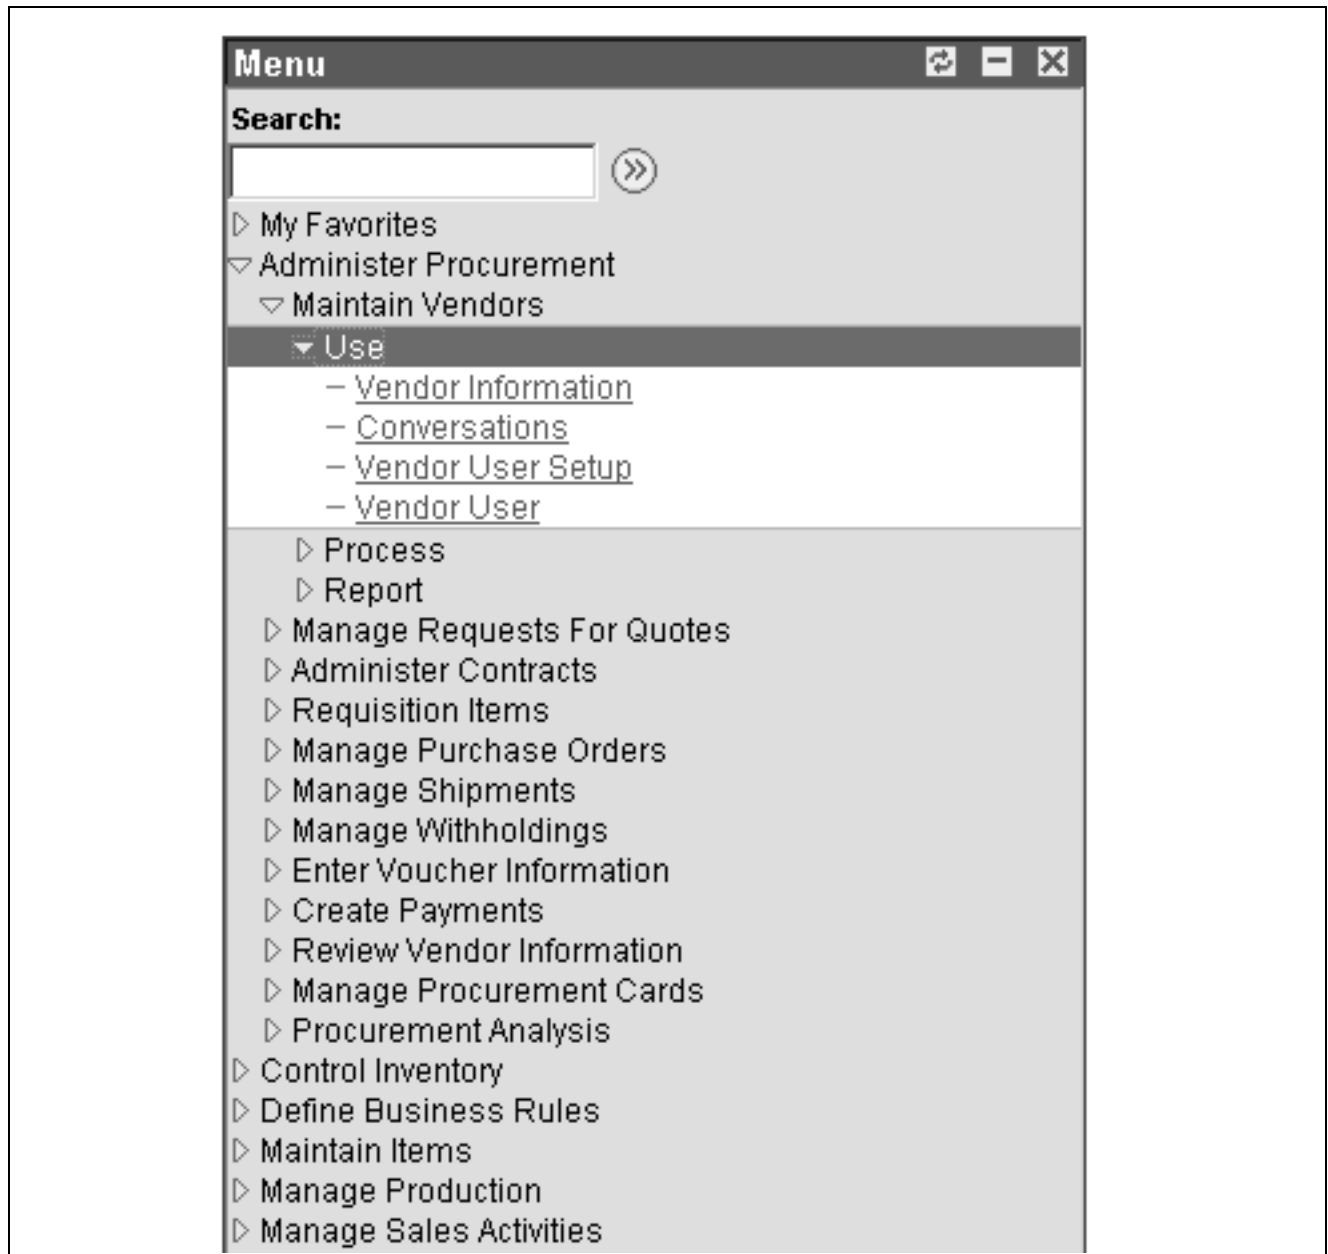 Menu
Search:
My Favorites
Administer Procurement
Maintain Vendors
Use
Vendor Information
Conversations
Vendor User Setup
Vendor User
Process
Report
Manage Requests For Quotes
Administer Contracts
Requisition Items
Manage Purchase Orders
Manage Shipments
Manage Withholdings
Enter Voucher Information
Create Payments
Review Vendor Information
Manage Procurement Cards
Procurement Analysis
Control Inventory
Define Business Rules
Maintain Items
Manage Production
Manage Sales Activities